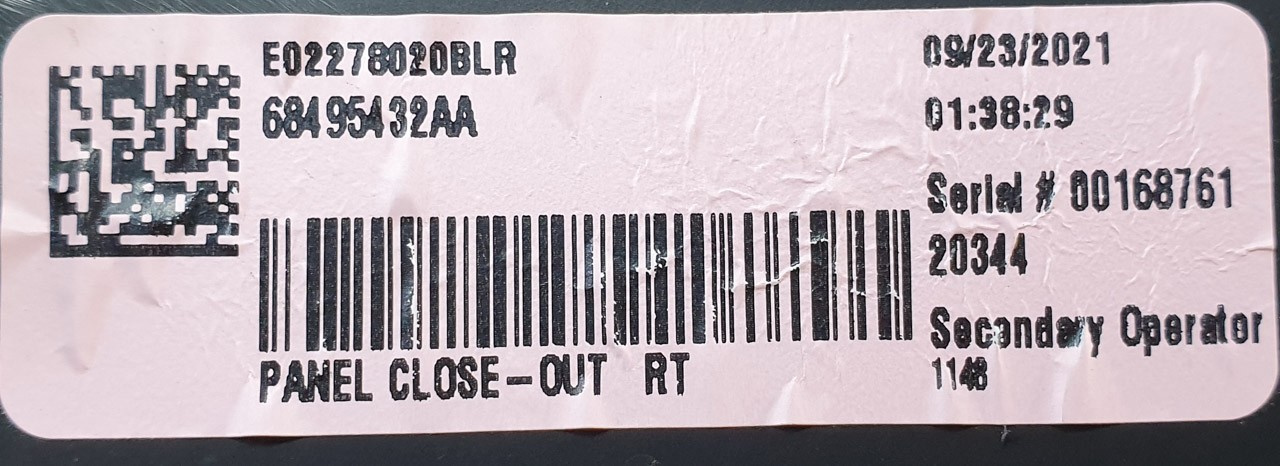 E02278020BLR
68495432AA
PANEL CLOSE-OUT RT
09/23/2021
01:38:29
Serial # 00168761
20344
Secondary Operator
1148